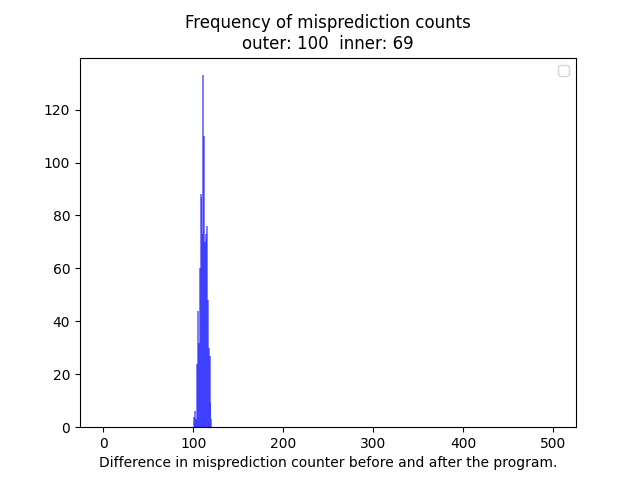 Frequency of misprediction counts
outer: 100  inner: 69
120
100
80
60
40
20
0
0 100 200 300 400 500
Difference in misprediction counter before and after the program.